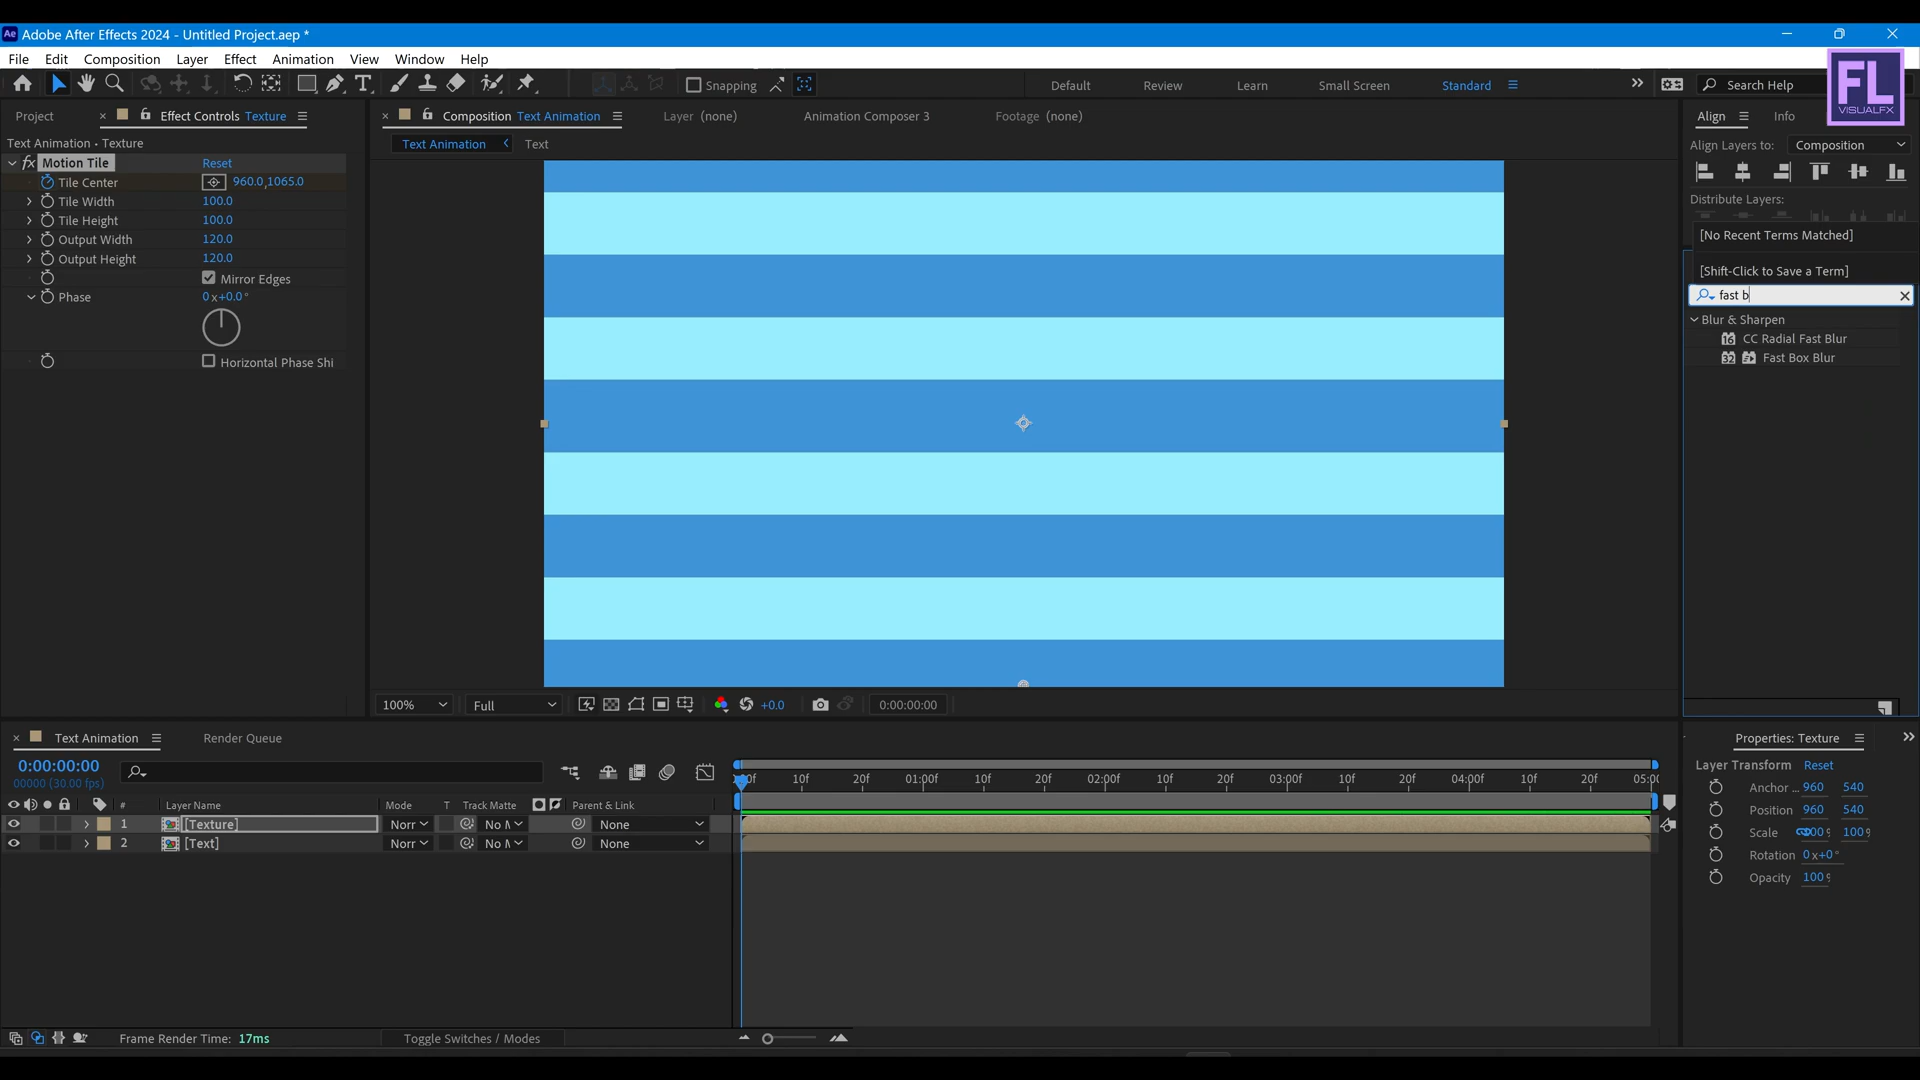 Ae Adobe After Effects 2024 - Untitled Project.aep *
File Edit Composition Layer Effect Animation View Window Help
Snapping Default Review Learn Small Screen Standard Search Help
FL
VISUALFX
Project Effect Controls Texture Composition Text Animation Layer (none) Animation Composer 3 Footage (none) Align Info
Text Animation • Texture
Text Animation Text
Align Layers to: Composition
fx Motion Tile Reset
Tile Center 960.0,1065.0
Tile Width 100.0
Tile Height 100.0
Output Width 120.0
Output Height 120.0
Mirror Edges
Phase 0x+0.0°
Horizontal Phase Shi
Distribute Layers:
[No Recent Terms Matched]
[Shift-Click to Save a Term]
fast b
Blur & Sharpen
16 CC Radial Fast Blur
32 Fast Box Blur
100% Full +0.0 0:00:00:00
Text Animation Render Queue
0:00:00:00
00000 (30.00 fps)
10f 20f 01:00f 10f 20f 02:00f 10f 20f 03:00f 10f 20f 04:00f 10f 20f 05:00
# Layer Name Mode T Track Matte Parent & Link
1 [Texture] Norr No M None
2 [Text] Norr No M None
Properties: Texture
Layer Transform Reset
Anchor ... 960 540
Position 960 540
Scale 100%
Rotation 0x+0°
Opacity 100
Frame Render Time: 17ms Toggle Switches / Modes